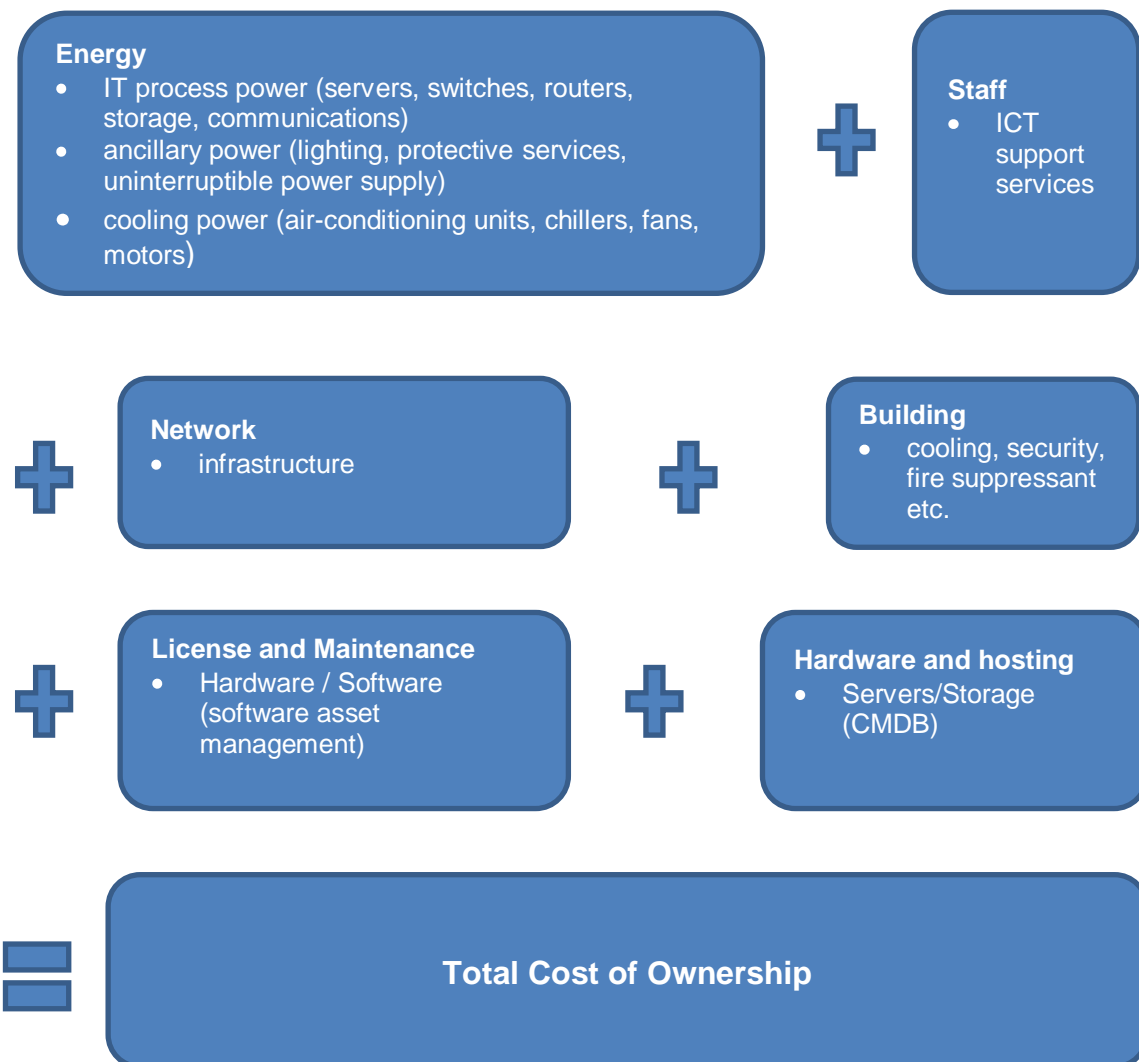 Energy
• IT process power (servers, switches, routers,
storage, communications)
• ancillary power (lighting, protective services,
uninterruptible power supply)
• cooling power (air-conditioning units, chillers, fans,
motors)
Staff
• ICT
support
services
Network
• infrastructure
Building
• cooling, security,
fire suppressant
etc.
License and Maintenance
• Hardware / Software
(software asset
management)
Hardware and hosting
• Servers/Storage
(CMDB)
Total Cost of Ownership